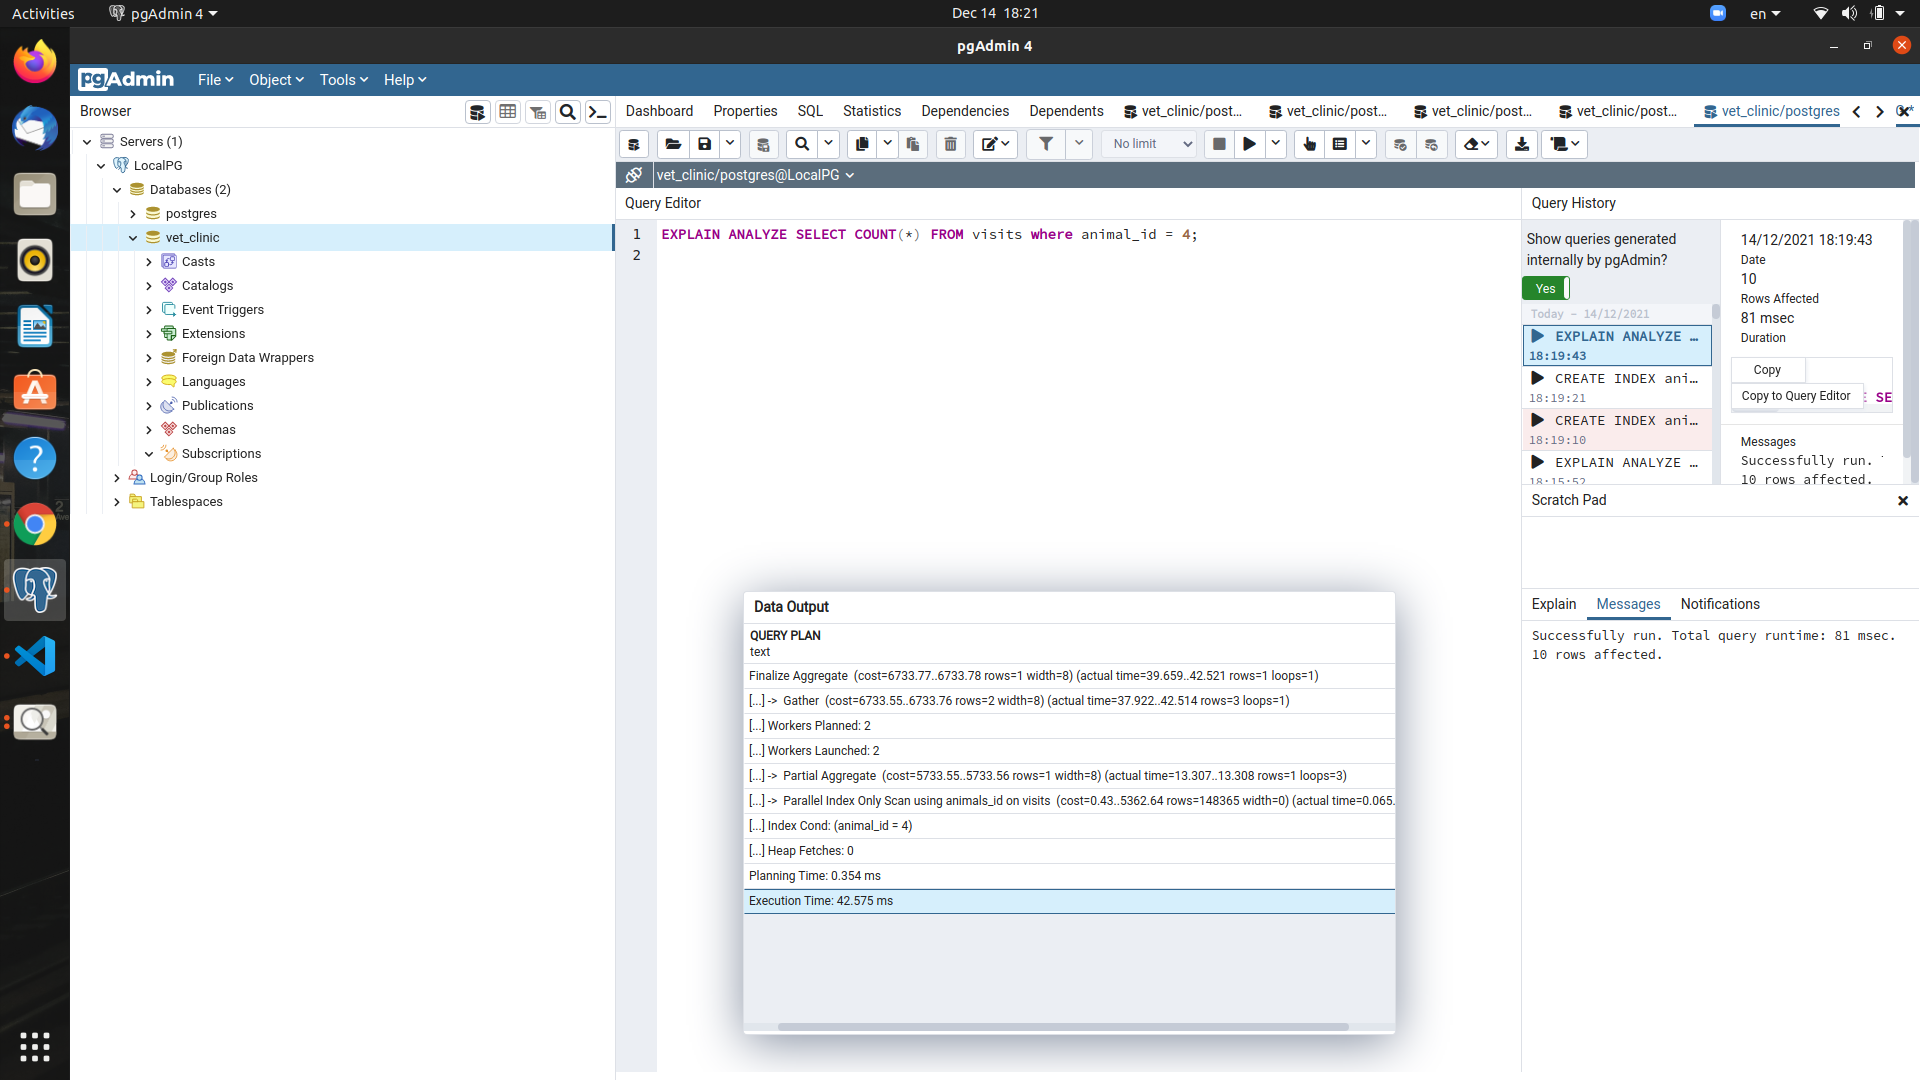 Activities
pgAdmin 4
Dec 14 18:21
en
pgAdmin 4
pgAdmin
File
Object
Tools
Help
Browser
Dashboard
Properties
SQL
Statistics
Dependencies
Dependents
vet_clinic/post...
vet_clinic/post...
vet_clinic/post...
vet_clinic/post...
vet_clinic/postgres
No limit
Servers (1)
LocalPG
Databases (2)
postgres
vet_clinic
Casts
Catalogs
Event Triggers
Extensions
Foreign Data Wrappers
Languages
Publications
Schemas
Subscriptions
Login/Group Roles
Tablespaces
vet_clinic/postgres@LocalPG
Query Editor
1 EXPLAIN ANALYZE SELECT COUNT(*) FROM visits where animal_id = 4;
2
Data Output
QUERY PLAN
text
Finalize Aggregate (cost=6733.77..6733.78 rows=1 width=8) (actual time=39.659..42.521 rows=1 loops=1)
[...] -> Gather (cost=6733.55..6733.76 rows=2 width=8) (actual time=37.922..42.514 rows=3 loops=1)
[...] Workers Planned: 2
[...] Workers Launched: 2
[...] -> Partial Aggregate (cost=5733.55..5733.56 rows=1 width=8) (actual time=13.307..13.308 rows=1 loops=3)
[...] -> Parallel Index Only Scan using animals_id on visits (cost=0.43..5362.64 rows=148365 width=0) (actual time=0.065.
[...] Index Cond: (animal_id = 4)
[...] Heap Fetches: 0
Planning Time: 0.354 ms
Execution Time: 42.575 ms
Query History
Show queries generated
internally by pgAdmin?
Yes
Today - 14/12/2021
EXPLAIN ANALYZE …
18:19:43
CREATE INDEX ani…
18:19:21
CREATE INDEX ani…
18:19:10
EXPLAIN ANALYZE …
18:15:52
14/12/2021 18:19:43
Date
10
Rows Affected
81 msec
Duration
Copy
Copy to Query Editor
SE
Messages
Successfully run.
10 rows affected.
Scratch Pad
Explain
Messages
Notifications
Successfully run. Total query runtime: 81 msec.
10 rows affected.